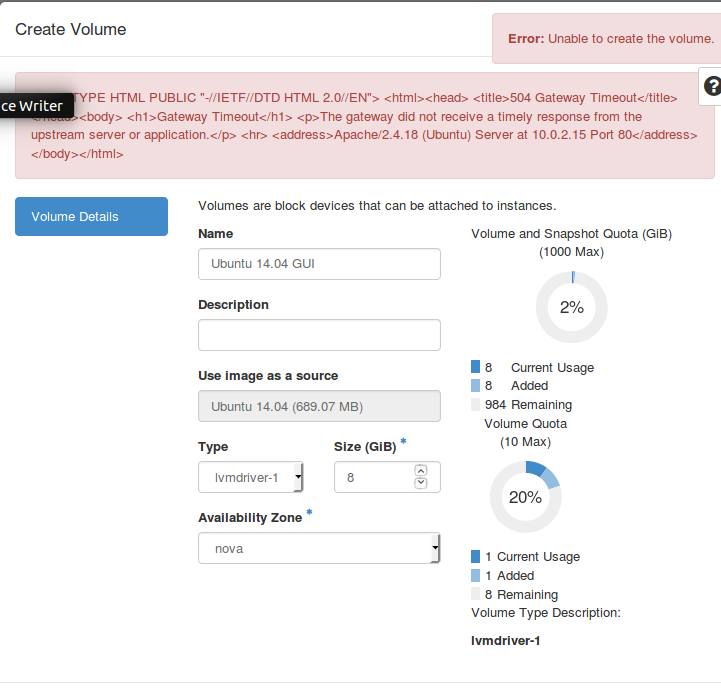 Create Volume
Error: Unable to create the volume.
TYPE HTML PUBLIC "-//IETF//DTD HTML 2.0//EN"> <html><head> <title>504 Gateway Timeout</title>
ce Writer
</head><body> <h1>Gateway Timeout</h1> <p>The gateway did not receive a timely response from the
upstream server or application.</p> <hr> <address>Apache/2.4.18 (Ubuntu) Server at 10.0.2.15 Port 80</address>
</body></html>
?
Volume Details
Volumes are block devices that can be attached to instances.
Name
Ubuntu 14.04 GUI
Description
Use image as a source
Ubuntu 14.04 (689.07 MB)
Type
lvmdriver-1
Size (GiB) *
8
Availability Zone *
nova
Volume and Snapshot Quota (GiB)
(1000 Max)
2%
8 Current Usage
8 Added
984 Remaining
Volume Quota
(10 Max)
20%
1 Current Usage
1 Added
8 Remaining
Volume Type Description:
lvmdriver-1